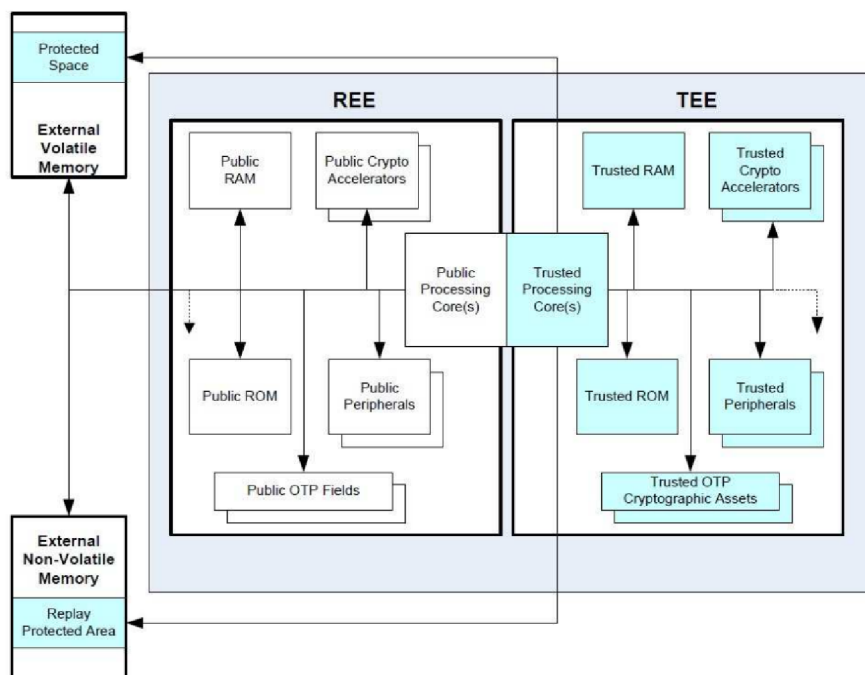 Protected
Space
External
Volatile
Memory
REE
TEE
Public
RAM
Public Crypto
Accelerators
Trusted RAM
Trusted
Crypto
Accelerators
Public
Processing
Core(s)
Trusted
Processing
Core(s)
Public ROM
Public
Peripherals
Trusted ROM
Trusted
Peripherals
Public OTP Fields
Trusted OTP
Cryptographic Assets
External
Non-Volatile
Memory
Replay
Protected Area